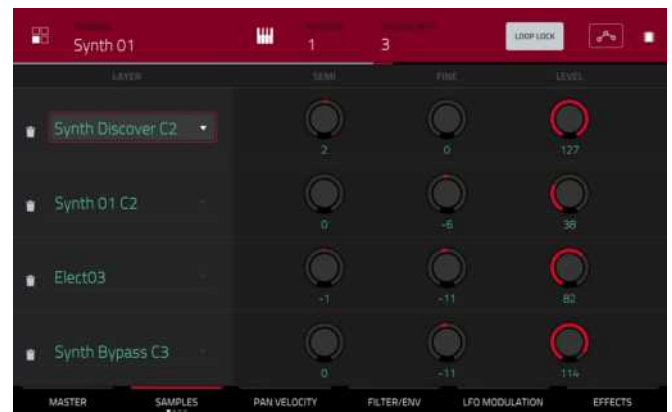 Synth 01
1
3
LOOP LOCK
LAYER
SEMI
FINE
LEVEL
Synth Discover C2
2
0
127
Synth 01 C2
0
-6
38
Elect03
-1
-11
82
Synth Bypass C3
0
-11
114
MASTER
SAMPLES
PAN VELOCITY
FILTER/ENV
LFO MODULATION
EFFECTS